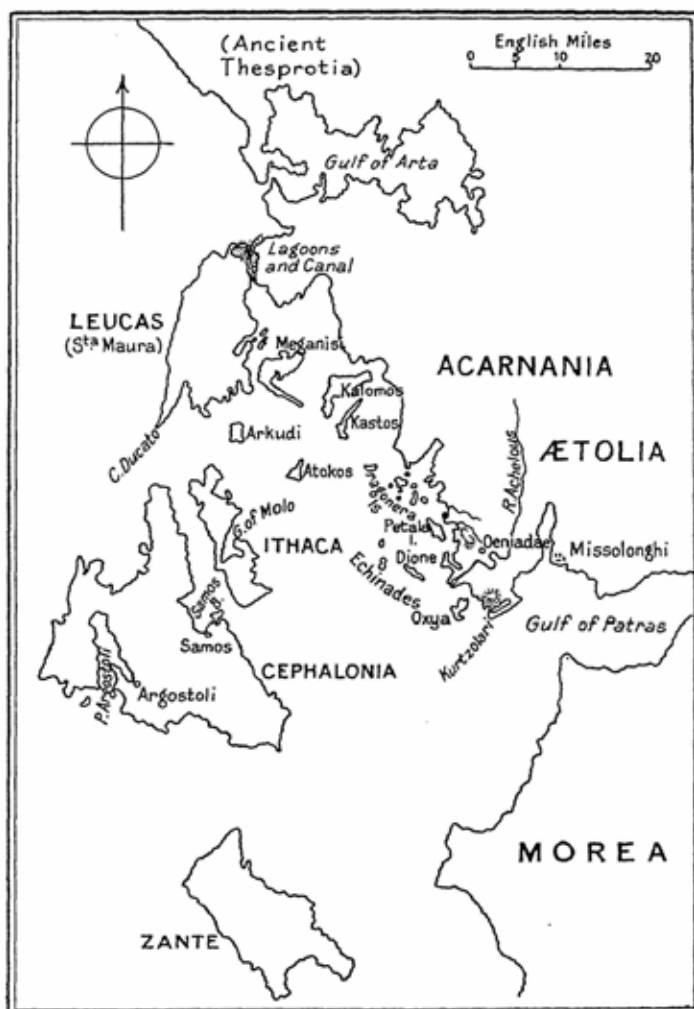 (Ancient
Thesprotia)
English Miles
0 5 10 20
Gulf of Arta
Lagoons
and Canal
LEUCAS
(Sta. Maura)
Meganisi
ACARNANIA
Kalomos
Kastos
Arkudi
C. Ducato
Atokos
R. Achelous
ÆTOLIA
Dragonera
Is
G. of Molo
ITHACA
Petala
I.
Oeniadae
Missolonghi
Dione
Echinades
Oxya
Kurtzolari
Gulf of Patras
Samos
B.
Samos
CEPHALONIA
P. Argostoli
Argostoli
MOREA
ZANTE